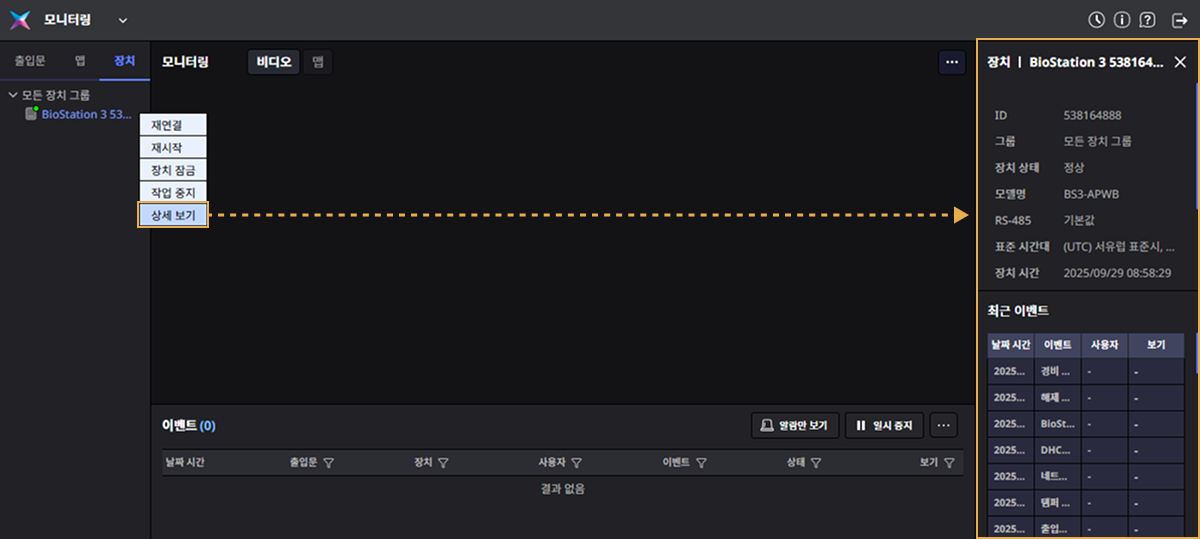 모니터링
출입문 맵 장치
모든 장치 그룹
BioStation 3 53...
재연결
재시작
장치 잠금
작업 중지
상세 보기
모니터링 비디오 맵
이벤트 (0)
알람만 보기 일시 중지
날짜 시간 출입문 장치 사용자 이벤트 상태 보기
결과 없음
장치 | BioStation 3 538164...
ID 538164888
그룹 모든 장치 그룹
장치 상태 정상
모델명 BS3-APWB
RS-485 기본값
표준 시간대 (UTC) 서유럽 표준시, ...
장치 시간 2025/09/29 08:58:29
최근 이벤트
날짜 시간 이벤트 사용자 보기
2025... 경비 ... - -
2025... 해제 ... - -
2025... BioSt... - -
2025... DHC... - -
2025... 네트... - -
2025... 탬퍼 ... - -
2025... 출입... - -